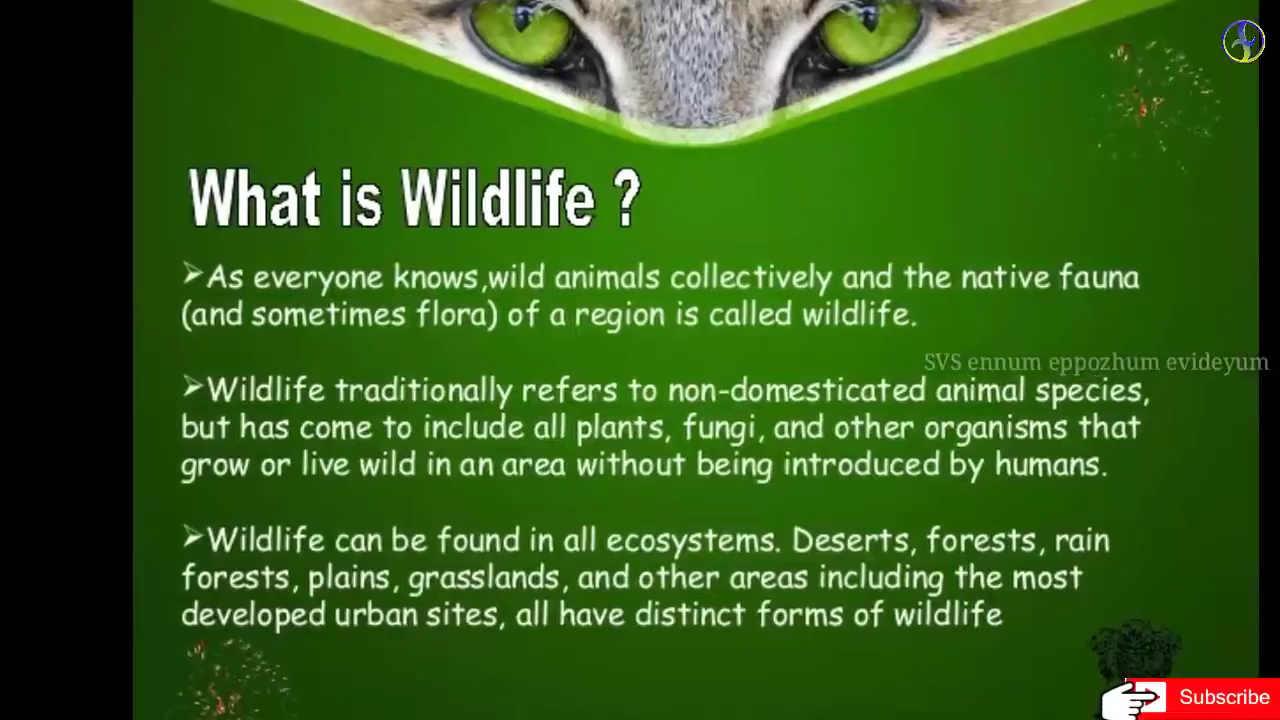 What is Wildlife ?
➢As everyone knows,wild animals collectively and the native fauna
(and sometimes flora) of a region is called wildlife.
SVS ennum eppozhum evideyum
➢Wildlife traditionally refers to non-domesticated animal species,
but has come to include all plants, fungi, and other organisms that
grow or live wild in an area without being introduced by humans.
➢Wildlife can be found in all ecosystems. Deserts, forests, rain
forests, plains, grasslands, and other areas including the most
developed urban sites, all have distinct forms of wildlife
Subscribe